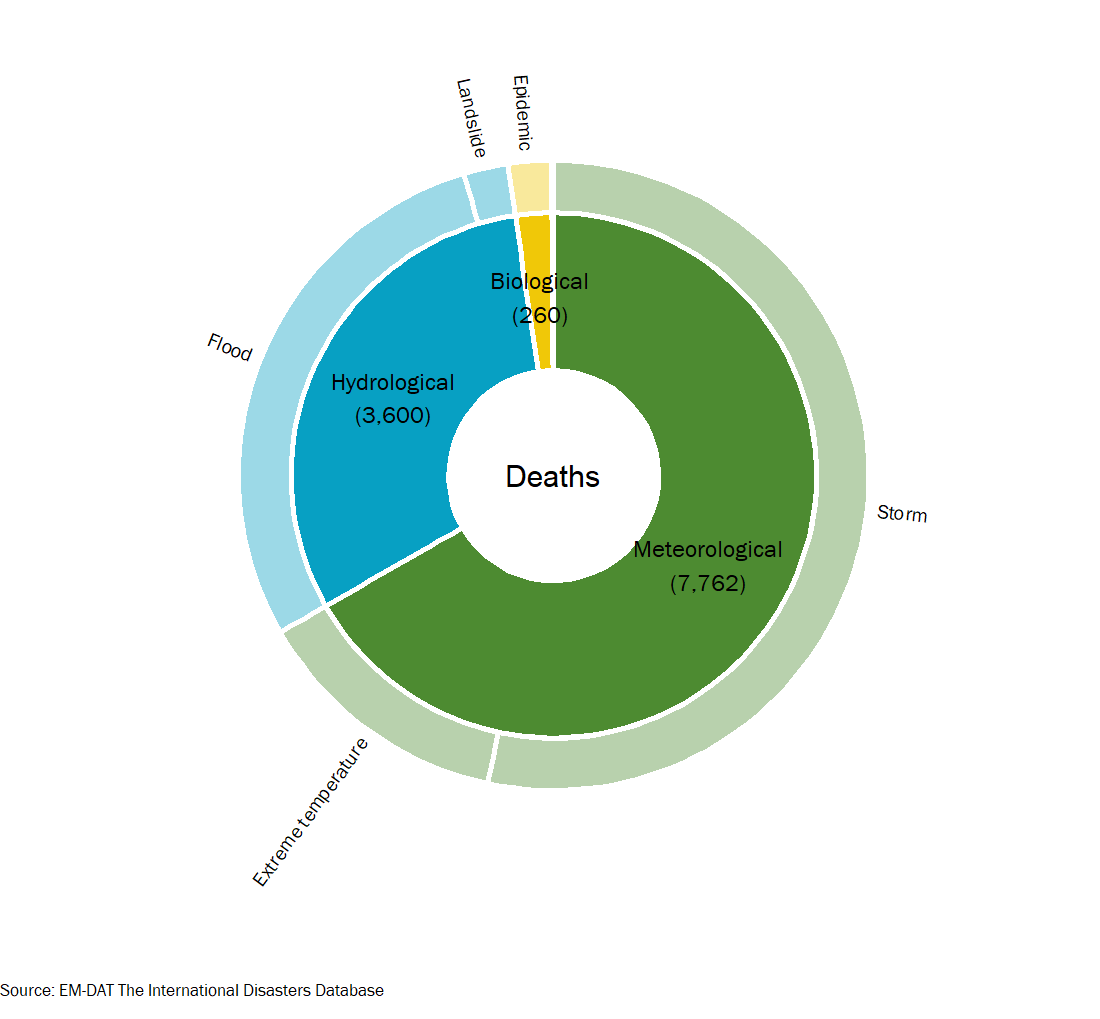 Landslide
Epidemic
Biological
(260)
Flood
Hydrological
(3,600)
Deaths
Storm
Meteorological
(7,762)
Extreme temperature
Source: EM-DAT The International Disasters Database